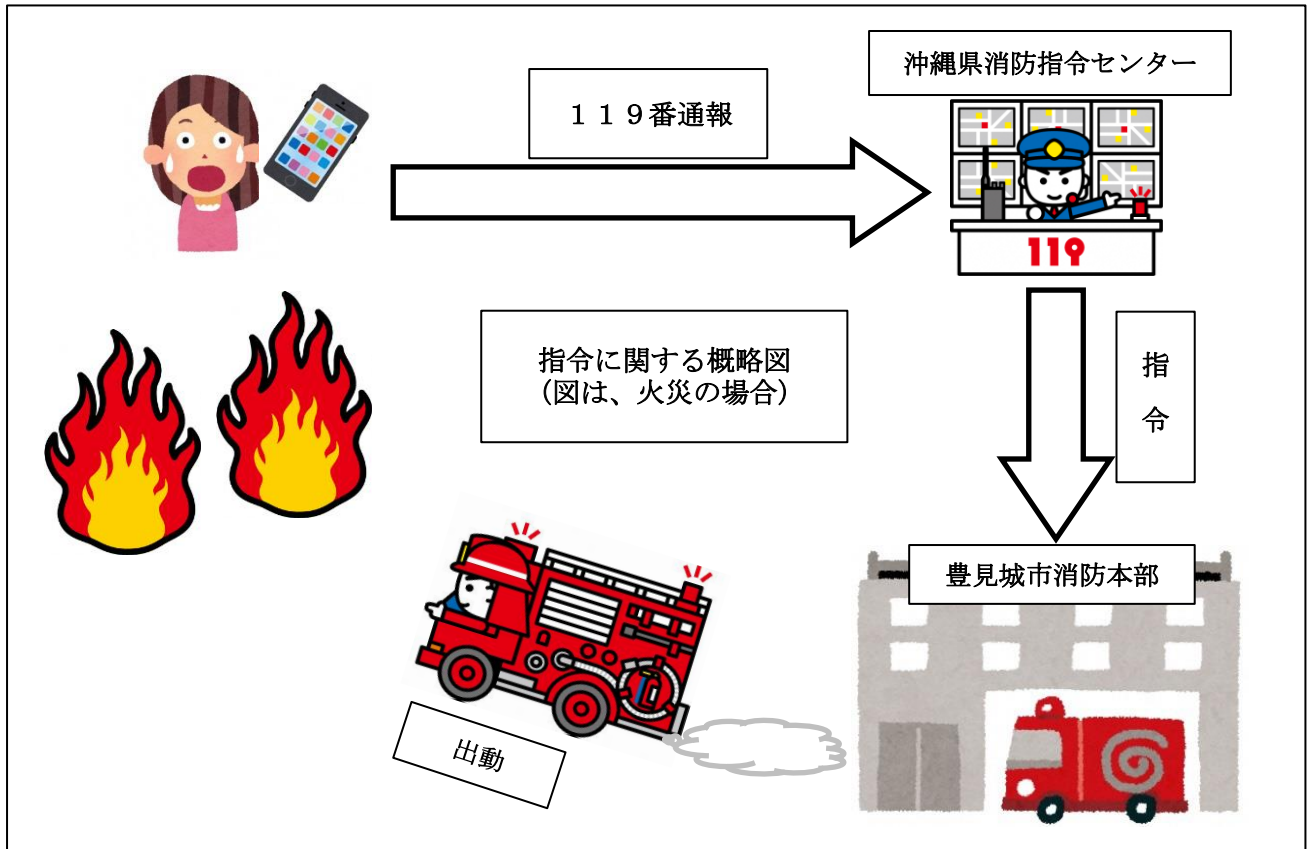 沖縄県消防指令センター
１１９番通報
119
指令に関する概略図
（図は、火災の場合）
指
令
豊見城市消防本部
出動